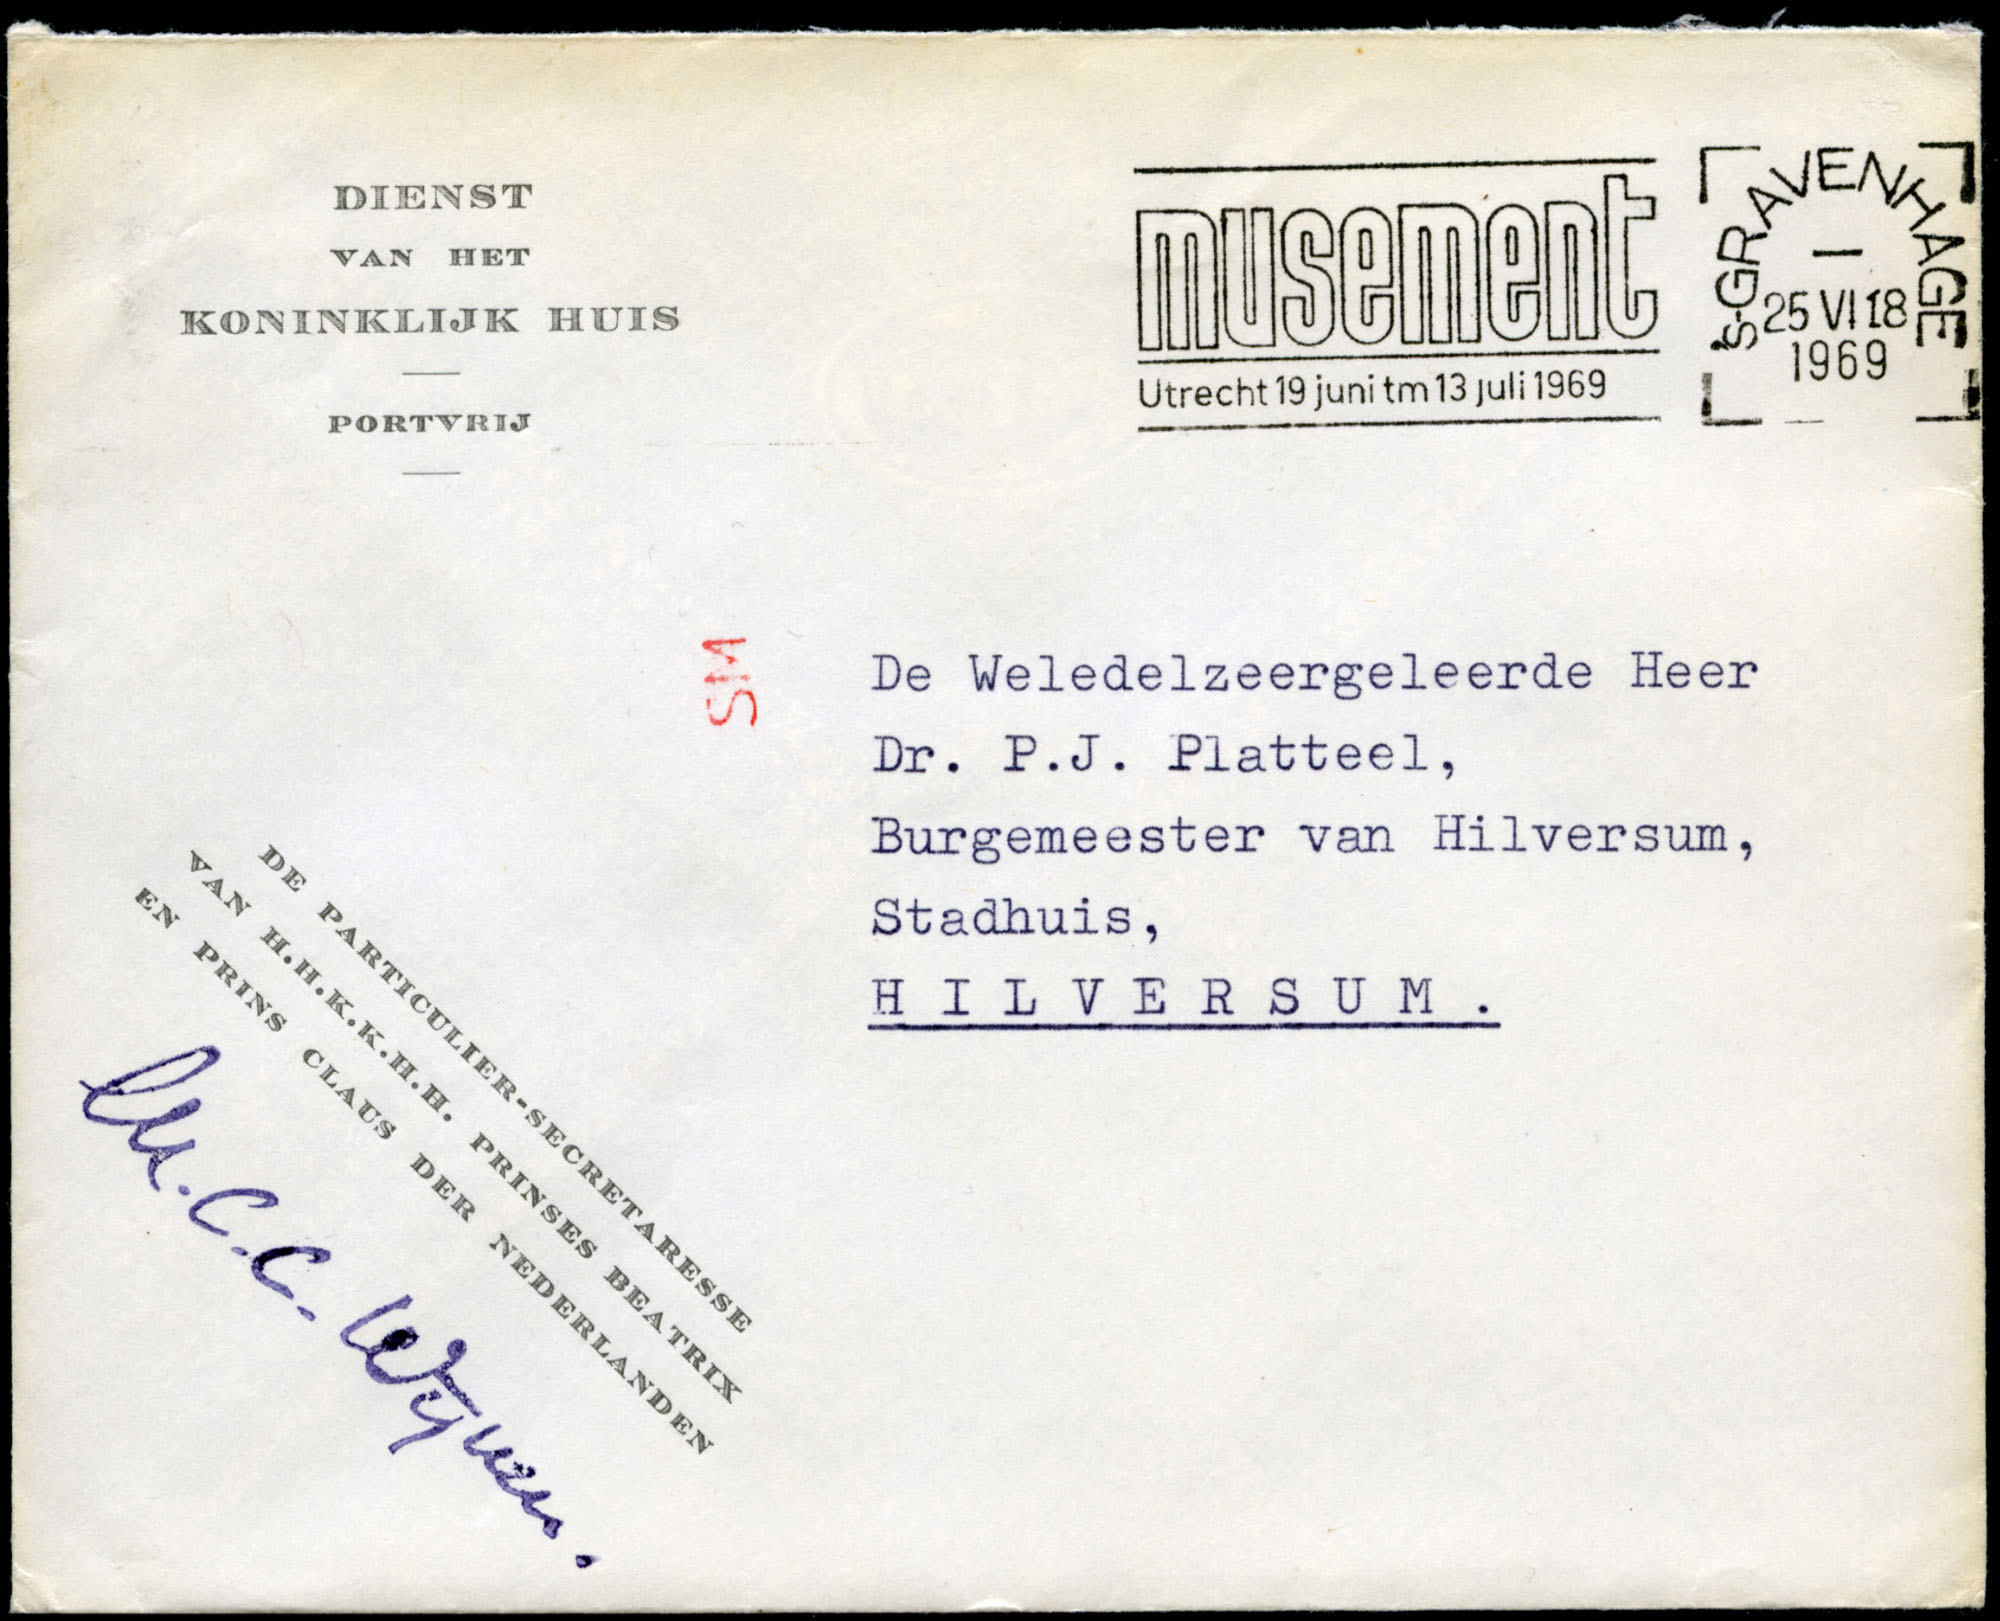 DIENST
VAN HET
KONINKLIJK HUIS
PORTVRIJ
musement
Utrecht 19 juni tm 13 juli 1969
's-GRAVENHAGE
25 VI 18
1969
SM
De Weledelzeergeleerde Heer
Dr. P.J. Platteel,
Burgemeester van Hilversum,
Stadhuis,
H I L V E R S U M .
DE PARTICULIER-SECRETARESSE
VAN H.H.K.K.H.H. PRINSES BEATRIX
EN PRINS CLAUS DER NEDERLANDEN
M.C.C. Wijnen.